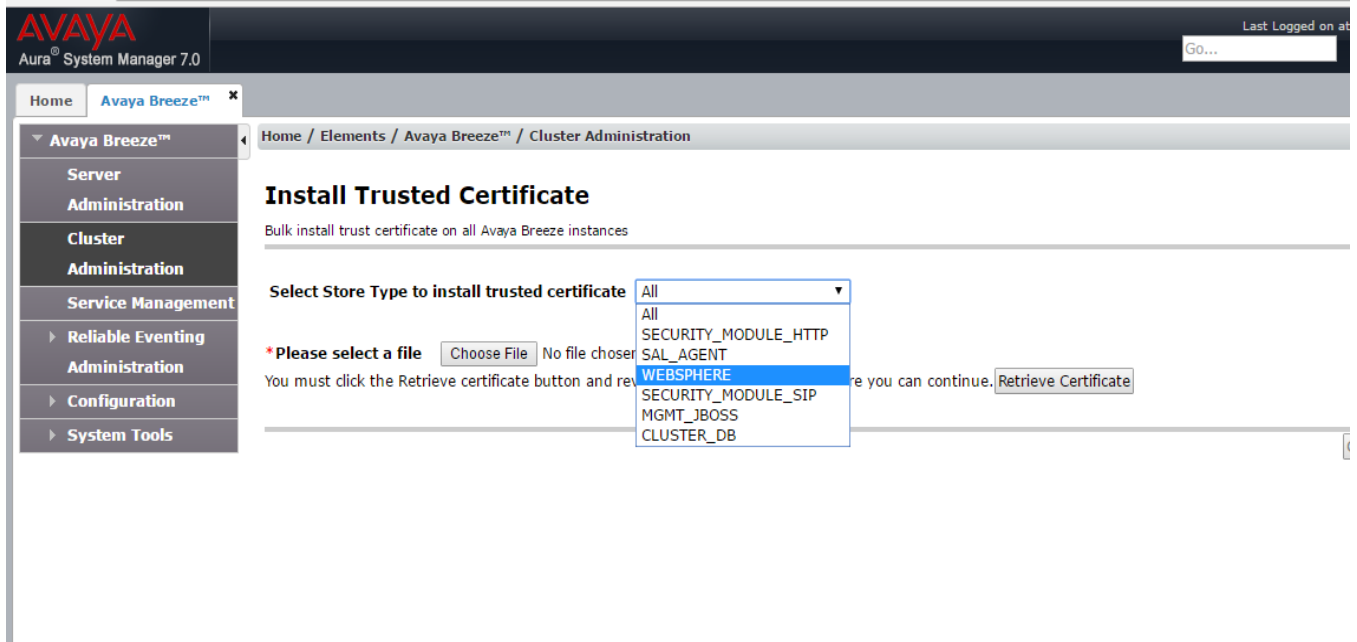 AVAYA
Aura® System Manager 7.0
Last Logged on at
Go...
Home
Avaya Breeze™ ✖
Avaya Breeze™
Server
Administration
Cluster
Administration
Service Management
Reliable Eventing
Administration
Configuration
System Tools
Home / Elements / Avaya Breeze™ / Cluster Administration
Install Trusted Certificate
Bulk install trust certificate on all Avaya Breeze instances
Select Store Type to install trusted certificate All
All
SECURITY_MODULE_HTTP
SAL_AGENT
WEBSPHERE
SECURITY_MODULE_SIP
MGMT_JBOSS
CLUSTER_DB
*Please select a file Choose File No file chosen
You must click the Retrieve certificate button and re you can continue. Retrieve Certificate